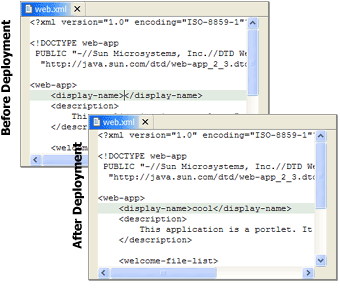 Before Deployment
web.xml
<?xml version="1.0" encoding="ISO-8859-1"
<!DOCTYPE web-app
PUBLIC "-//Sun Microsystems, Inc.//DTD We
"http://java.sun.com/dtd/web-app_2_3.dt
<web-app>
<display-name></display-name>
<description>
</des
<welcom
After Deployment
web.xml
<?xml version="1.0" encoding="ISO-8859-1"?
<!DOCTYPE web-app
PUBLIC "-//Sun Microsystems, Inc.//DTD We
"http://java.sun.com/dtd/web-app_2_3.dtd
<web-app>
<display-name>cool</display-name>
<description>
This application is a portlet. It
</description>
<welcome-file-list>